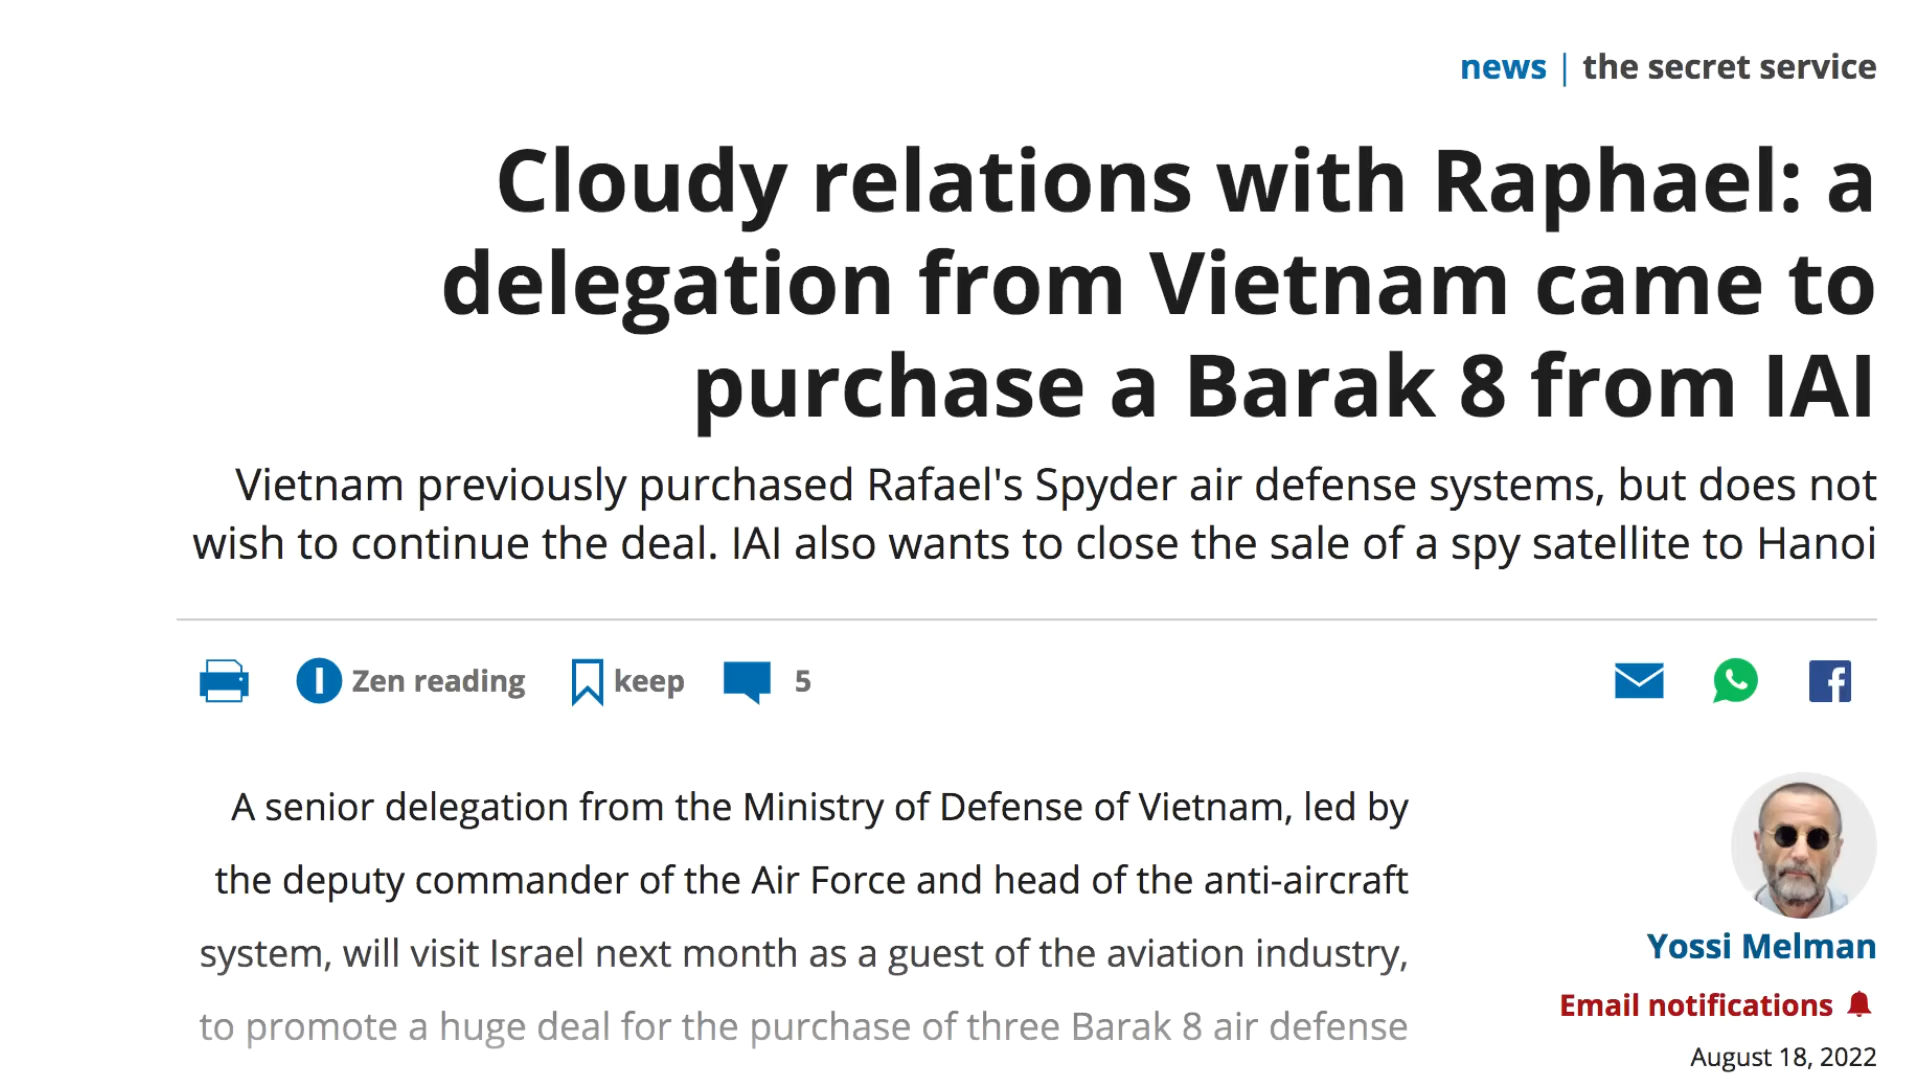 news | the secret service
Cloudy relations with Raphael: a
delegation from Vietnam came to
purchase a Barak 8 from IAI
Vietnam previously purchased Rafael's Spyder air defense systems, but does not
wish to continue the deal. IAI also wants to close the sale of a spy satellite to Hanoi
Zen reading keep 5
A senior delegation from the Ministry of Defense of Vietnam, led by
the deputy commander of the Air Force and head of the anti-aircraft
system, will visit Israel next month as a guest of the aviation industry,
to promote a huge deal for the purchase of three Barak 8 air defense
Yossi Melman
Email notifications
August 18, 2022